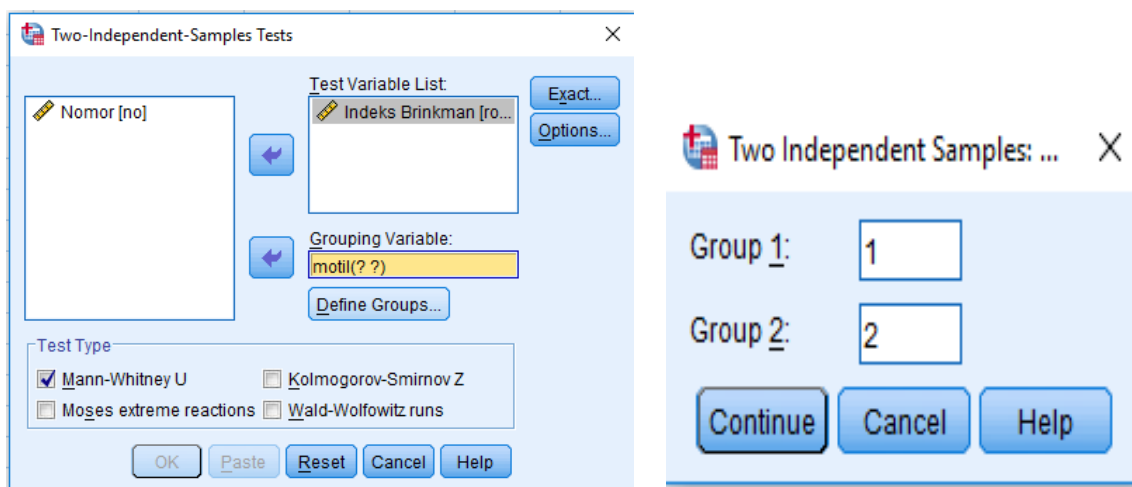 Two-Independent-Samples Tests
Test Variable List:
Nomor [no]
Indeks Brinkman [ro...
Exact...
Options...
Grouping Variable:
motil(? ?)
Define Groups...
Test Type
Mann-Whitney U
Kolmogorov-Smirnov Z
Moses extreme reactions
Wald-Wolfowitz runs
OK
Paste
Reset
Cancel
Help
Two Independent Samples: ...
Group 1:
1
Group 2:
2
Continue
Cancel
Help